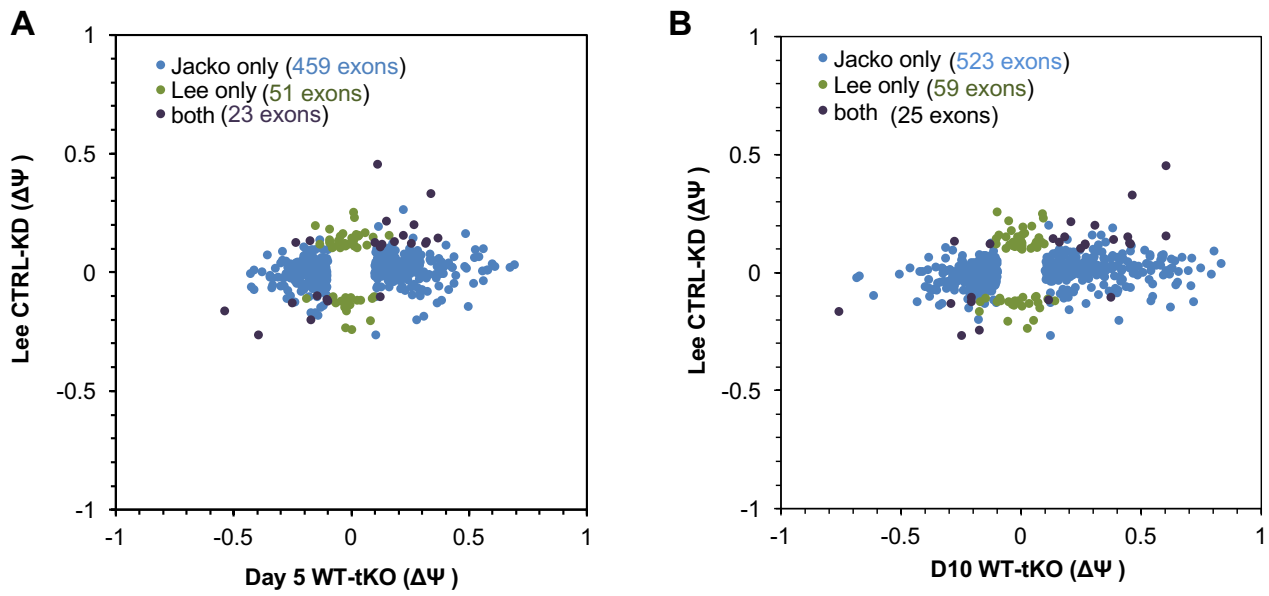 A
1
0.5
0
-0.5
-1
-1
-0.5
0
0.5
1
Jacko only (459 exons)
Lee only (51 exons)
both (23 exons)
Lee CTRL-KD (ΔΨ )
Day 5 WT-tKO (ΔΨ )
B
1
0.5
0
-0.5
-1
-1
-0.5
0
0.5
1
Jacko only (523 exons)
Lee only (59 exons)
both (25 exons)
Lee CTRL-KD (ΔΨ )
D10 WT-tKO (ΔΨ )